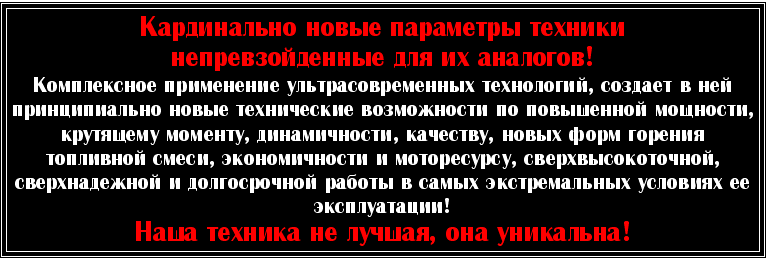 Кардинально новые параметры техники
непревзойденные для их аналогов!
Комплексное применение ультрасовременных технологий, создает в ней
принципиально новые технические возможности по повышенной мощности,
крутящему моменту, динамичности, качеству, новых форм горения
топливной смеси, экономичности и моторесурсу, сверхвысокоточной,
сверхнадежной и долгосрочной работы в самых экстремальных условиях ее
эксплуатации!
Наша техника не лучшая, она уникальна!